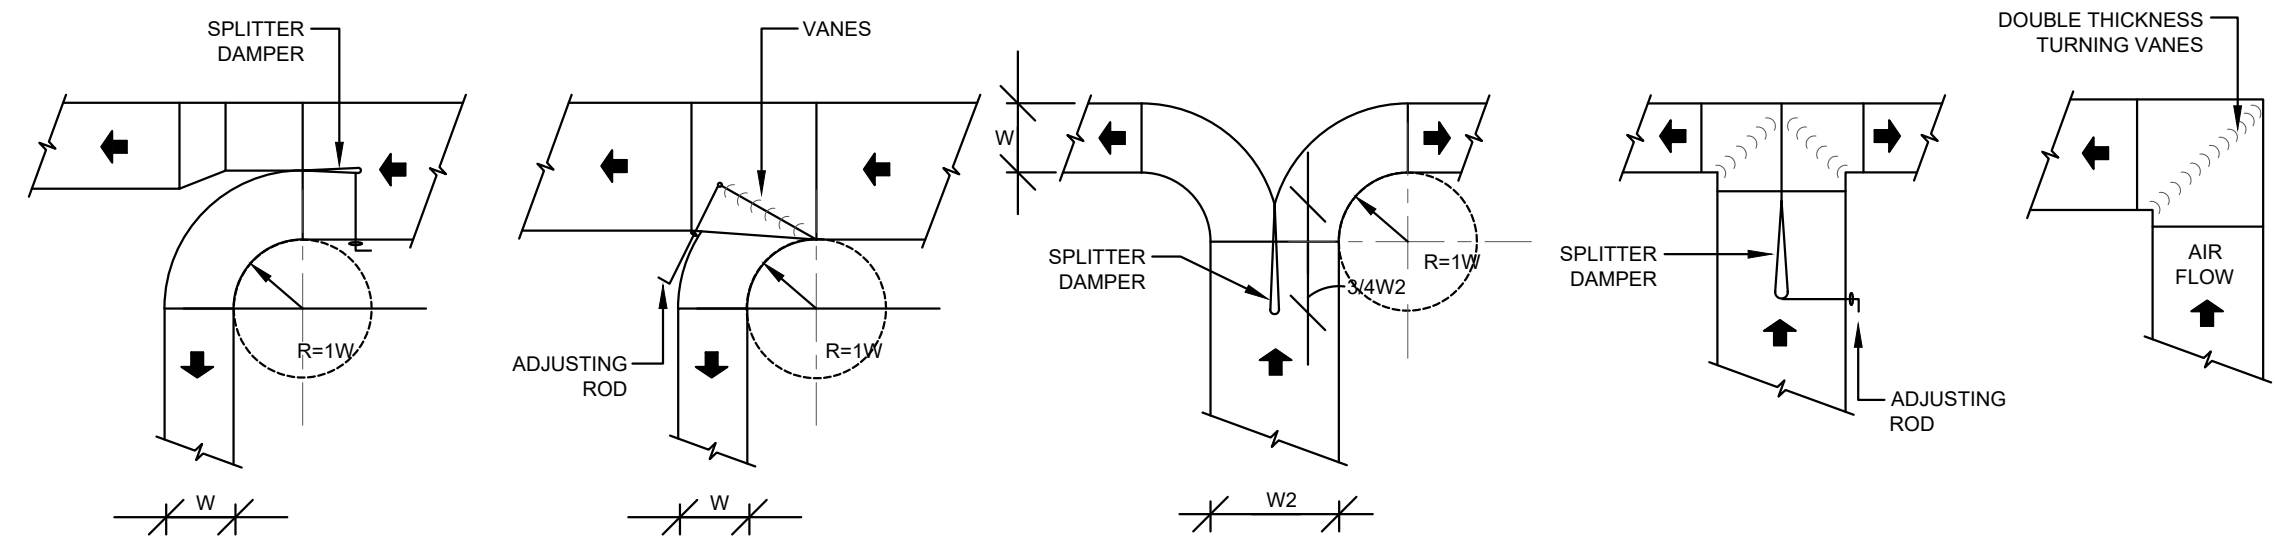 SPLITTER
DAMPER
R=1W
W
VANES
ADJUSTING
ROD
R=1W
W
W
SPLITTER
DAMPER
R=1W
3/4W2
W2
SPLITTER
DAMPER
ADJUSTING
ROD
DOUBLE THICKNESS
TURNING VANES
AIR
FLOW